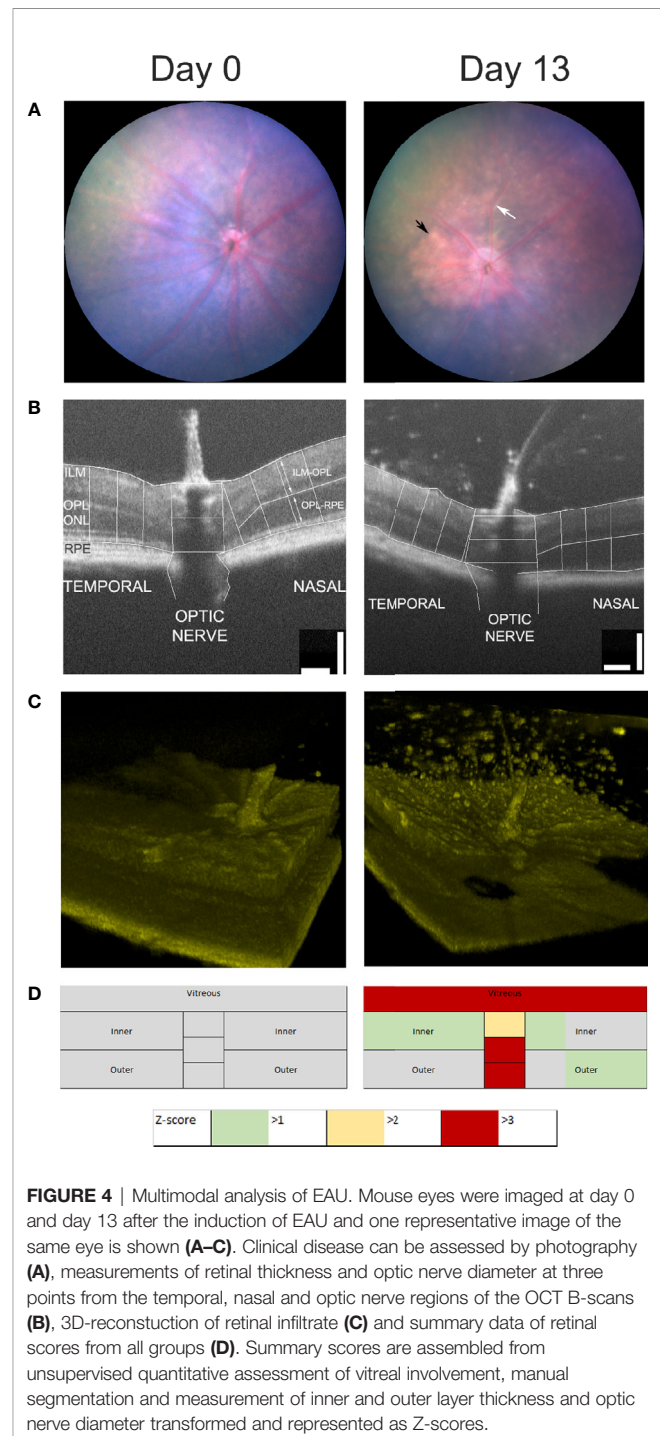 Day 0
Day 13
A
B
ILM
OPL
ONL
RPE
ILM-OPL
OPL-RPE
TEMPORAL
NASAL
OPTIC
NERVE
TEMPORAL
NASAL
OPTIC
NERVE
C
D
Vitreous
Inner
Inner
Outer
Outer
Vitreous
Inner
Inner
Outer
Outer
Z-score >1 >2 >3
FIGURE 4 | Multimodal analysis of EAU. Mouse eyes were imaged at day 0
and day 13 after the induction of EAU and one representative image of the
same eye is shown (A–C). Clinical disease can be assessed by photography
(A), measurements of retinal thickness and optic nerve diameter at three
points from the temporal, nasal and optic nerve regions of the OCT B-scans
(B), 3D-reconstuction of retinal infiltrate (C) and summary data of retinal
scores from all groups (D). Summary scores are assembled from
unsupervised quantitative assessment of vitreal involvement, manual
segmentation and measurement of inner and outer layer thickness and optic
nerve diameter transformed and represented as Z-scores.